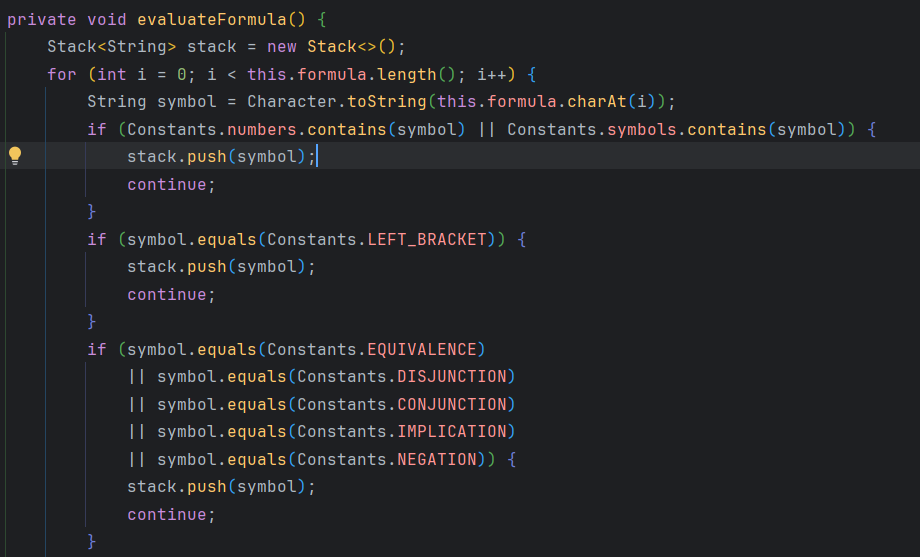 private void evaluateFormula() {
    Stack<String> stack = new Stack<>();
    for (int i = 0; i < this.formula.length(); i++) {
        String symbol = Character.toString(this.formula.charAt(i));
        if (Constants.numbers.contains(symbol) || Constants.symbols.contains(symbol)) {
            stack.push(symbol);
            continue;
        }
        if (symbol.equals(Constants.LEFT_BRACKET)) {
            stack.push(symbol);
            continue;
        }
        if (symbol.equals(Constants.EQUIVALENCE)
            || symbol.equals(Constants.DISJUNCTION)
            || symbol.equals(Constants.CONJUNCTION)
            || symbol.equals(Constants.IMPLICATION)
            || symbol.equals(Constants.NEGATION)) {
            stack.push(symbol);
            continue;
        }